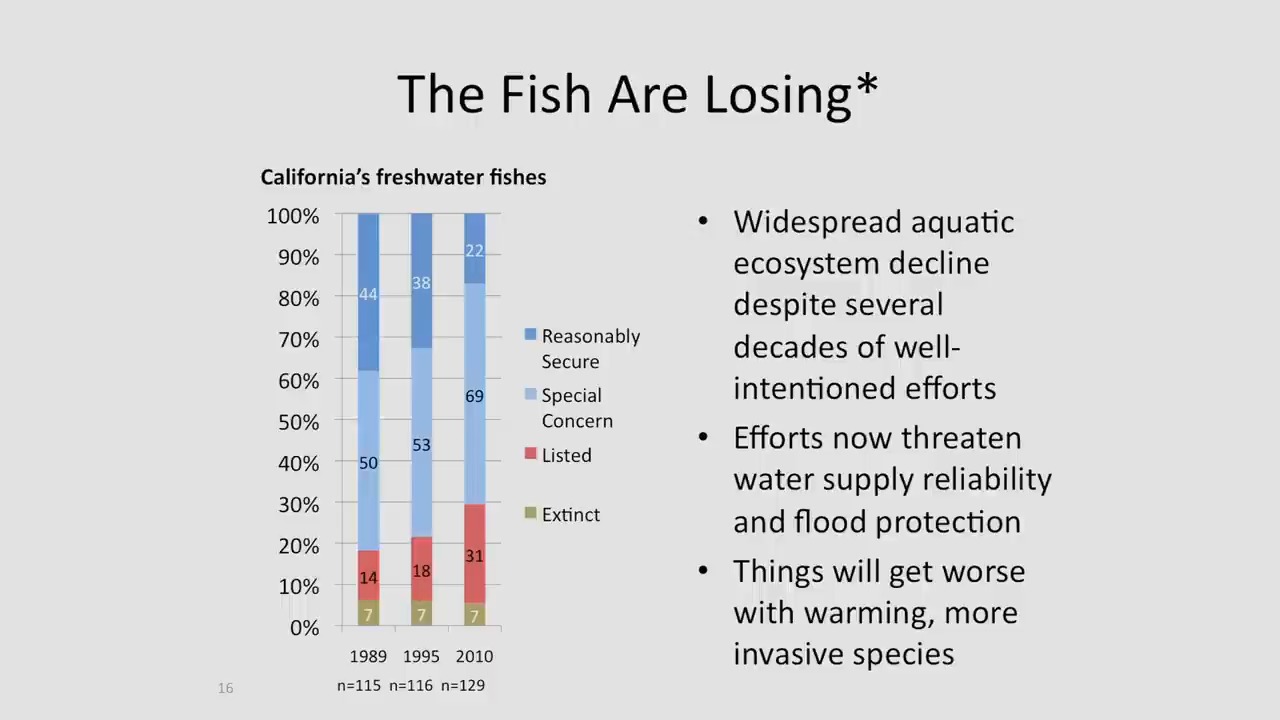 The Fish Are Losing*
California's freshwater fishes
100%
90%
80%
70%
60%
50%
40%
30%
20%
10%
0%
44
50
14
7
38
53
18
7
22
69
31
7
1989 1995 2010
n=115 n=116 n=129
Reasonably
Secure
Special
Concern
Listed
Extinct
• Widespread aquatic
ecosystem decline
despite several
decades of well-
intentioned efforts
• Efforts now threaten
water supply reliability
and flood protection
• Things will get worse
with warming, more
invasive species
16